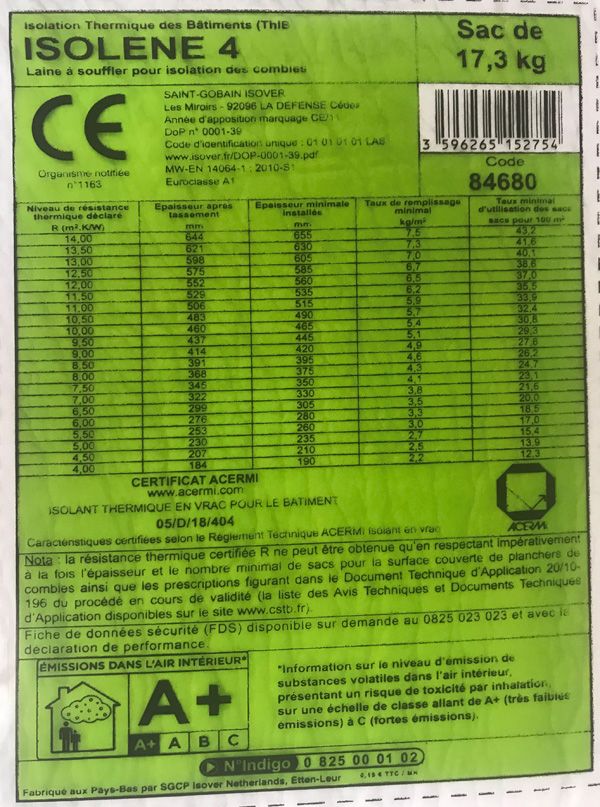 Isolation Thermique des Bâtiments (ThIB
ISOLENE 4
Laine à souffler pour isolation des combles
Sac de
17,3 kg
CE
Organisme notifiée
n°1163
SAINT-GOBAIN ISOVER
Les Miroirs - 92096 LA DEFENSE Cédex
Année d'apposition marquage CE/11
DoP n° 0001-39
Code d'identification unique : 01 01 01 01 LAB
www.isover.fr/DOP-0001-39.pdf
MW-EN 14064-1 : 2010-S1
Euroclasse A1
3 596265 152754
Code
84680
Niveau de résistance thermique déclaré R (m².K/W) Epaisseur après tassement mm Epaisseur minimale installée mm Taux de remplissage minimal kg/m² Taux minimal d'utilisation des sacs sacs pour 100 m²
14,00 644 655 7,5 43,2
13,50 621 630 7,3 41,6
13,00 598 605 7,0 40,1
12,50 575 585 6,7 38,6
12,00 552 560 6,5 37,0
11,50 529 535 6,2 35,5
11,00 506 515 5,9 33,9
10,50 483 490 5,7 32,4
10,00 460 465 5,4 30,8
9,50 437 445 5,1 29,3
9,00 414 420 4,9 27,8
8,50 391 395 4,6 26,2
8,00 368 375 4,3 24,7
7,50 345 350 4,1 23,1
7,00 322 330 3,8 21,6
6,50 299 305 3,5 20,0
6,00 276 280 3,3 18,5
5,50 253 260 3,0 17,0
5,00 230 235 2,7 15,4
4,50 207 210 2,5 13,9
4,00 184 190 2,2 12,3
CERTIFICAT ACERMI
www.acermi.com
ISOLANT THERMIQUE EN VRAC POUR LE BATIMENT
05/D/18/404
Caractéristiques certifiées selon le Règlement Technique ACERMI Isolant en vrac
ACERMI
Nota : la résistance thermique certifiée R ne peut être obtenue qu'en respectant impérativement
à la fois l'épaisseur et le nombre minimal de sacs pour la surface couverte de planchers de
combles ainsi que les prescriptions figurant dans le Document Technique d'Application 20/10-
196 du procédé en cours de validité (la liste des Avis Techniques et Documents Techniques
d'Application disponibles sur le site www.cstb.fr).
Fiche de données sécurité (FDS) disponible sur demande au 0825 023 023 et avec la
déclaration de performance.
ÉMISSIONS DANS L'AIR INTÉRIEUR*
A+
A+ A B C
*Information sur le niveau d'émission de
substances volatiles dans l'air intérieur,
présentant un risque de toxicité par inhalation,
sur une échelle de classe allant de A+ (très faibles
émissions) à C (fortes émissions).
N°Indigo 0 825 00 01 02
0,15 € TTC / MN
Fabriqué aux Pays-Bas par SGCP Isover Netherlands, Etten-Leur